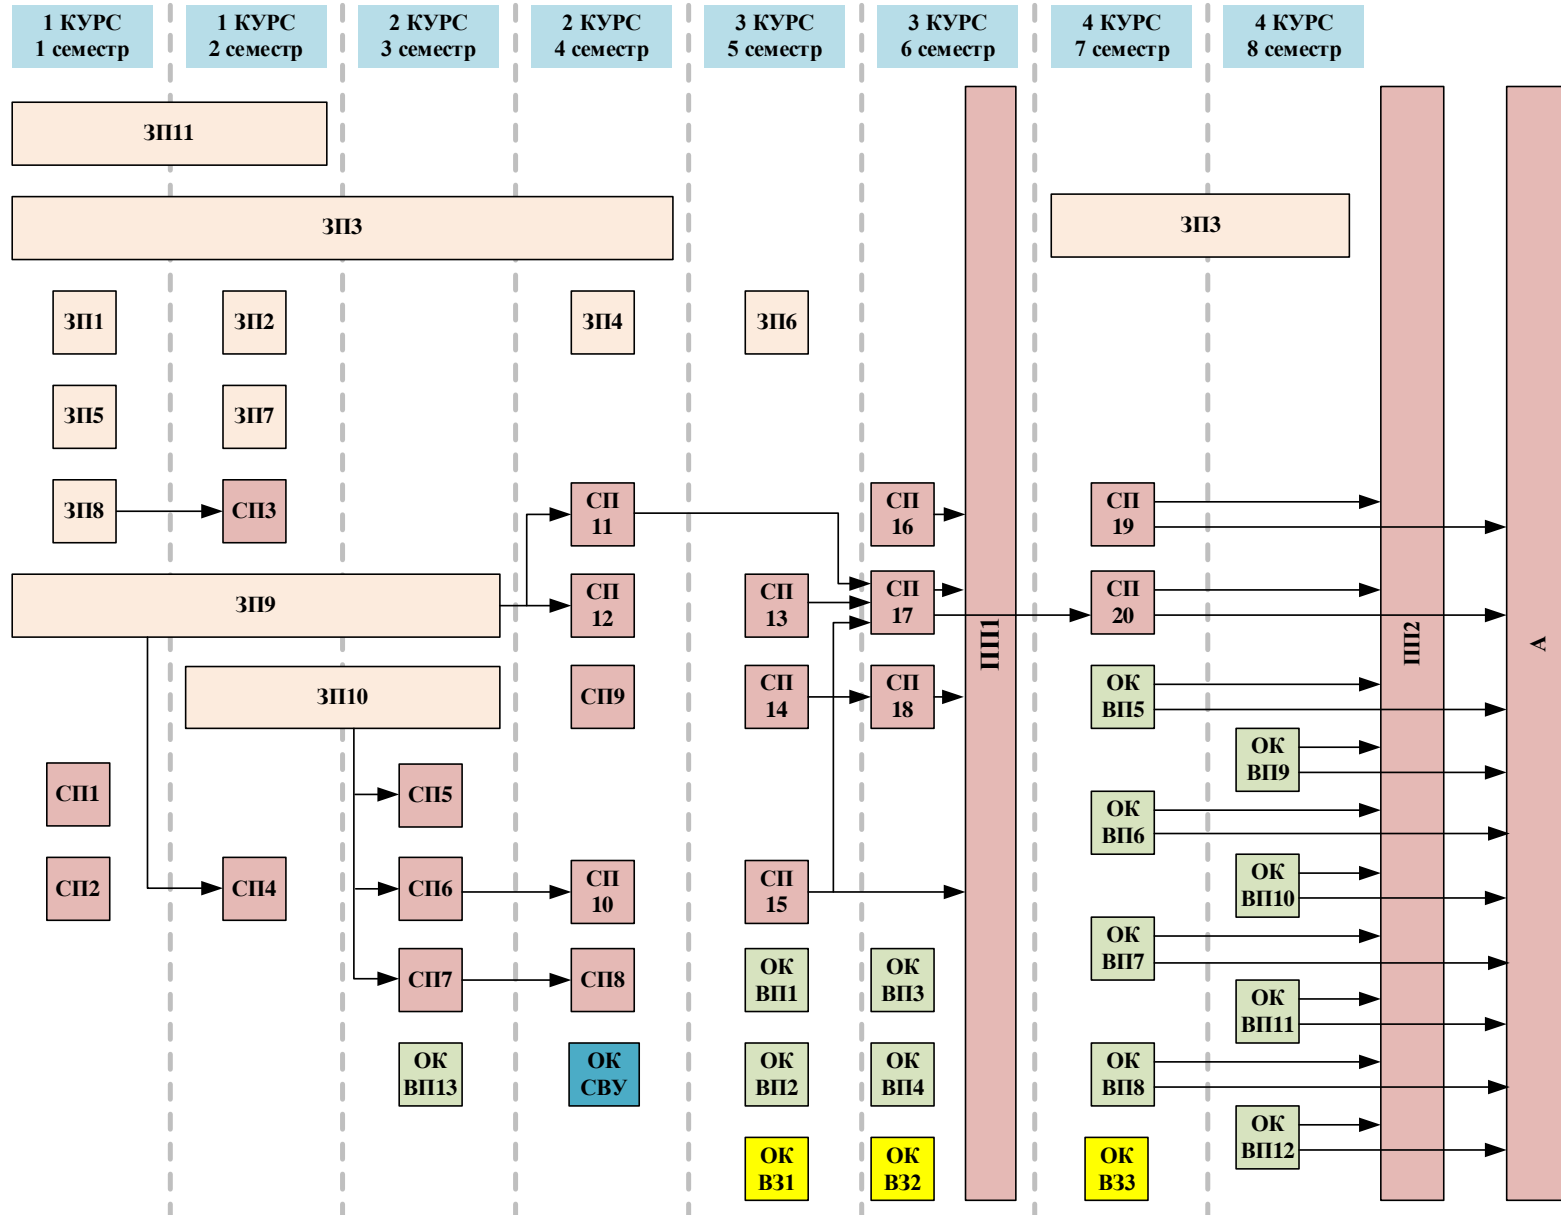 1 КУРС
1 семестр
1 КУРС
2 семестр
2 КУРС
3 семестр
2 КУРС
4 семестр
3 КУРС
5 семестр
3 КУРС
6 семестр
4 КУРС
7 семестр
4 КУРС
8 семестр
ЗП11
ЗП3
ЗП3
ЗП1
ЗП2
ЗП4
ЗП6
ЗП5
ЗП7
ЗП8
СП3
СП
11
СП
16
СП
19
ЗП9
СП
12
СП
13
СП
17
СП
20
ПП1
ПП2
А
ЗП10
СП9
СП
14
СП
18
ОК
ВП5
ОК
ВП9
СП1
СП5
ОК
ВП6
СП2
СП4
СП6
СП
10
СП
15
ОК
ВП10
ОК
ВП7
СП7
СП8
ОК
ВП1
ОК
ВП3
ОК
ВП11
ОК
ВП13
ОК
СВУ
ОК
ВП2
ОК
ВП4
ОК
ВП8
ОК
ВП12
ОК
ВЗ1
ОК
ВЗ2
ОК
ВЗ3